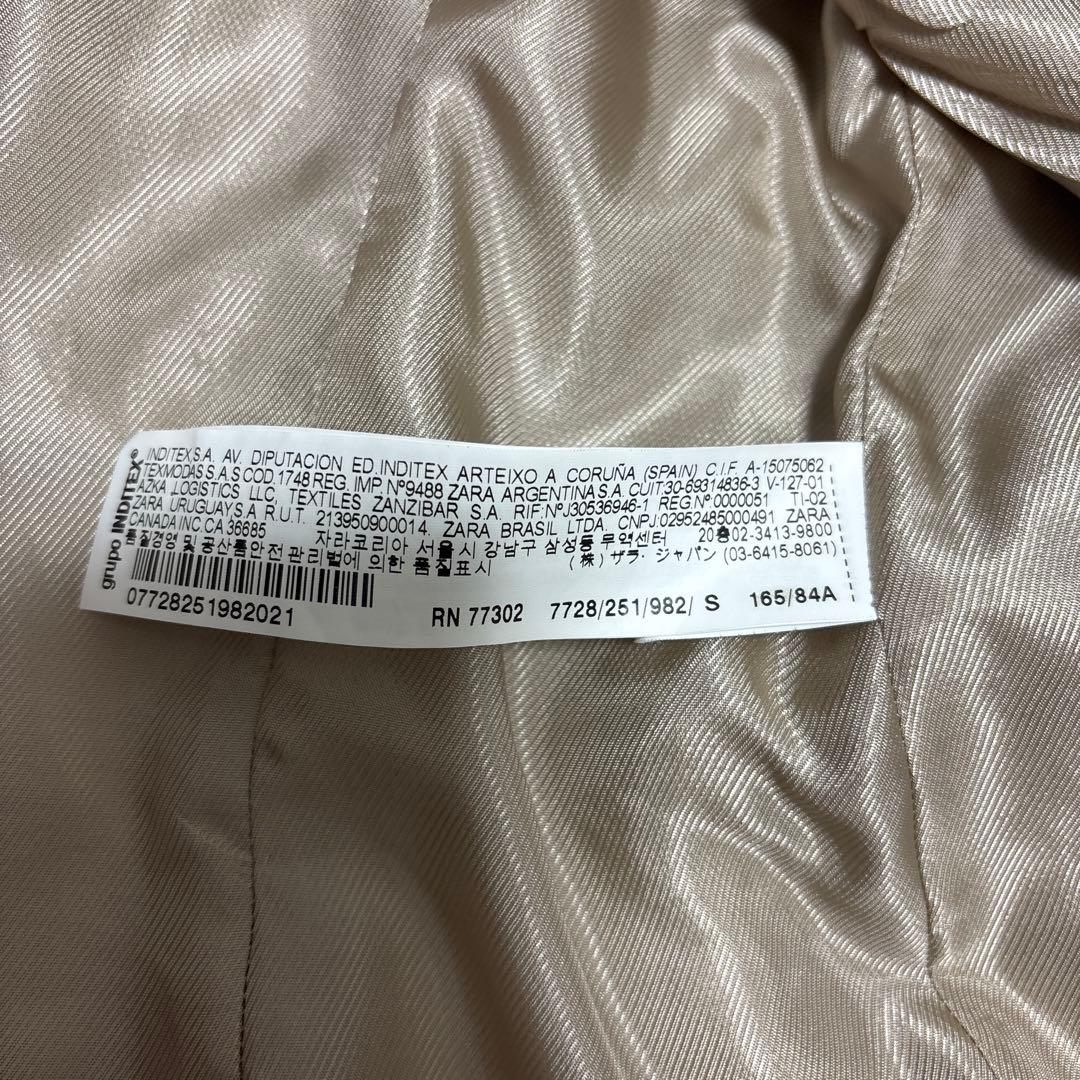 grupo INDITEX®
INDITEX,S.A. AV. DIPUTACION ED.INDITEX ARTEIXO A CORUÑA (SPAIN) C.I.F. A-15075062
TEXMODAS S.A.S COD.1748 REG. IMP. Nº9488 ZARA ARGENTINA S.A. CUIT:30-69314836-3 V-127-01
AZKA LOGISTICS LLC, TEXTILES ZANZIBAR S.A. RIF:NºJ30536946-1 REG.Nº 0000051 TI-02
ZARA URUGUAY S.A R.U.T. 213950900014. ZARA BRASIL LTDA. CNPJ:02952485000491 ZARA
CANADA INC. CA 36685 자라코리아 서울시 강남구 삼성동 무역센터 20층 02-3413-9800
품질경영 및 공산품안전 관리법에 의한 품질표시 (株) ザラ・ジャパン (03-6415-8061)
07728251982021 RN 77302 7728/251/982/ S 165/84A